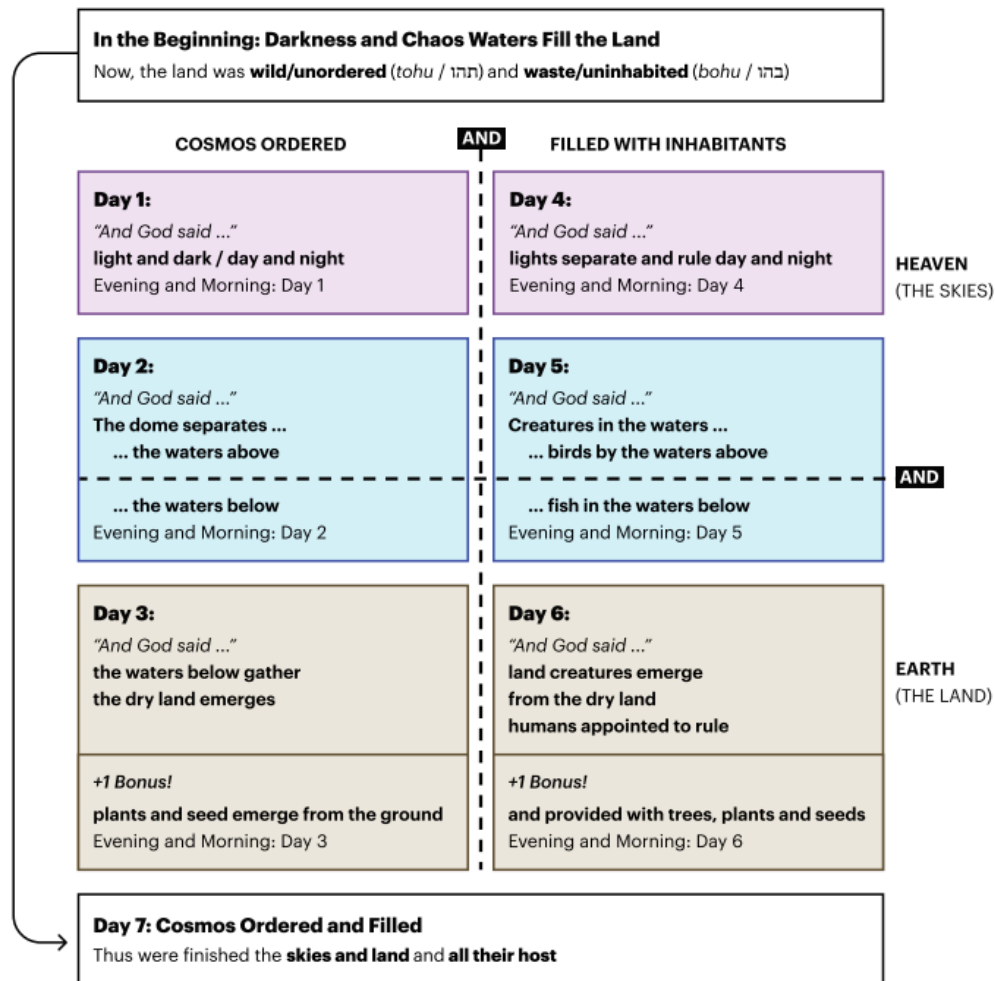 In the Beginning: Darkness and Chaos Waters Fill the Land
Now, the land was wild/unordered (tohu / תהו) and waste/uninhabited (bohu / בהו)
COSMOS ORDERED
AND
FILLED WITH INHABITANTS
Day 1:
“And God said ...”
light and dark / day and night
Evening and Morning: Day 1
Day 4:
“And God said ...”
lights separate and rule day and night
Evening and Morning: Day 4
HEAVEN
(THE SKIES)
Day 2:
“And God said ...”
The dome separates ...
... the waters above
... the waters below
Evening and Morning: Day 2
Day 5:
“And God said ...”
Creatures in the waters ...
... birds by the waters above
... fish in the waters below
Evening and Morning: Day 5
AND
Day 3:
“And God said ...”
the waters below gather
the dry land emerges
+1 Bonus!
plants and seed emerge from the ground
Evening and Morning: Day 3
Day 6:
“And God said ...”
land creatures emerge
from the dry land
humans appointed to rule
+1 Bonus!
and provided with trees, plants and seeds
Evening and Morning: Day 6
EARTH
(THE LAND)
Day 7: Cosmos Ordered and Filled
Thus were finished the skies and land and all their host